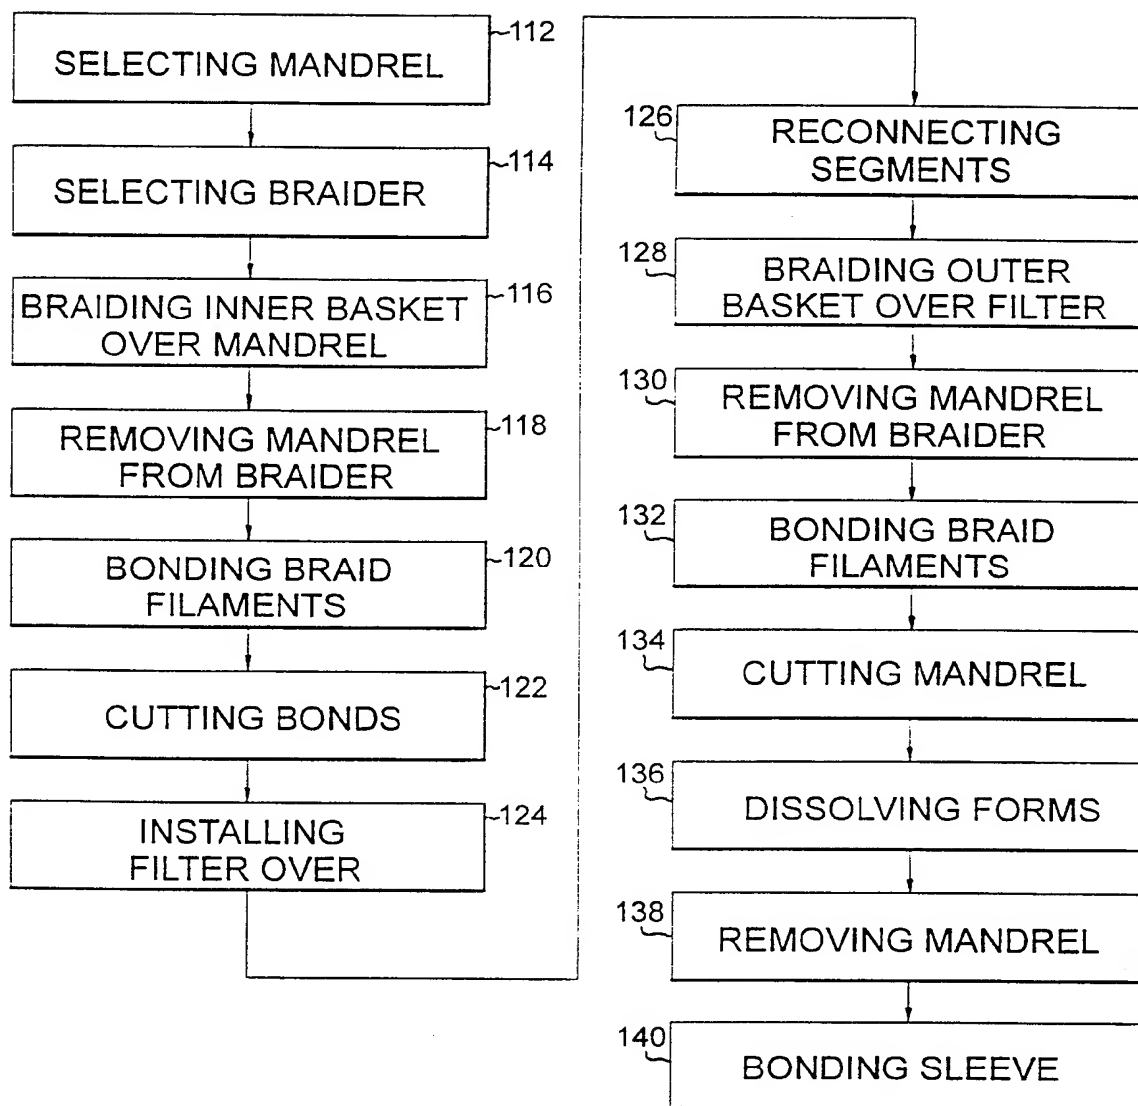 112
SELECTING MANDREL
114
SELECTING BRAIDER
116
BRAIDING INNER BASKET
OVER MANDREL
118
REMOVING MANDREL
FROM BRAIDER
120
BONDING BRAID
FILAMENTS
122
CUTTING BONDS
124
INSTALLING
FILTER OVER
126
RECONNECTING
SEGMENTS
128
BRAIDING OUTER
BASKET OVER FILTER
130
REMOVING MANDREL
FROM BRAIDER
132
BONDING BRAID
FILAMENTS
134
CUTTING MANDREL
136
DISSOLVING FORMS
138
REMOVING MANDREL
140
BONDING SLEEVE